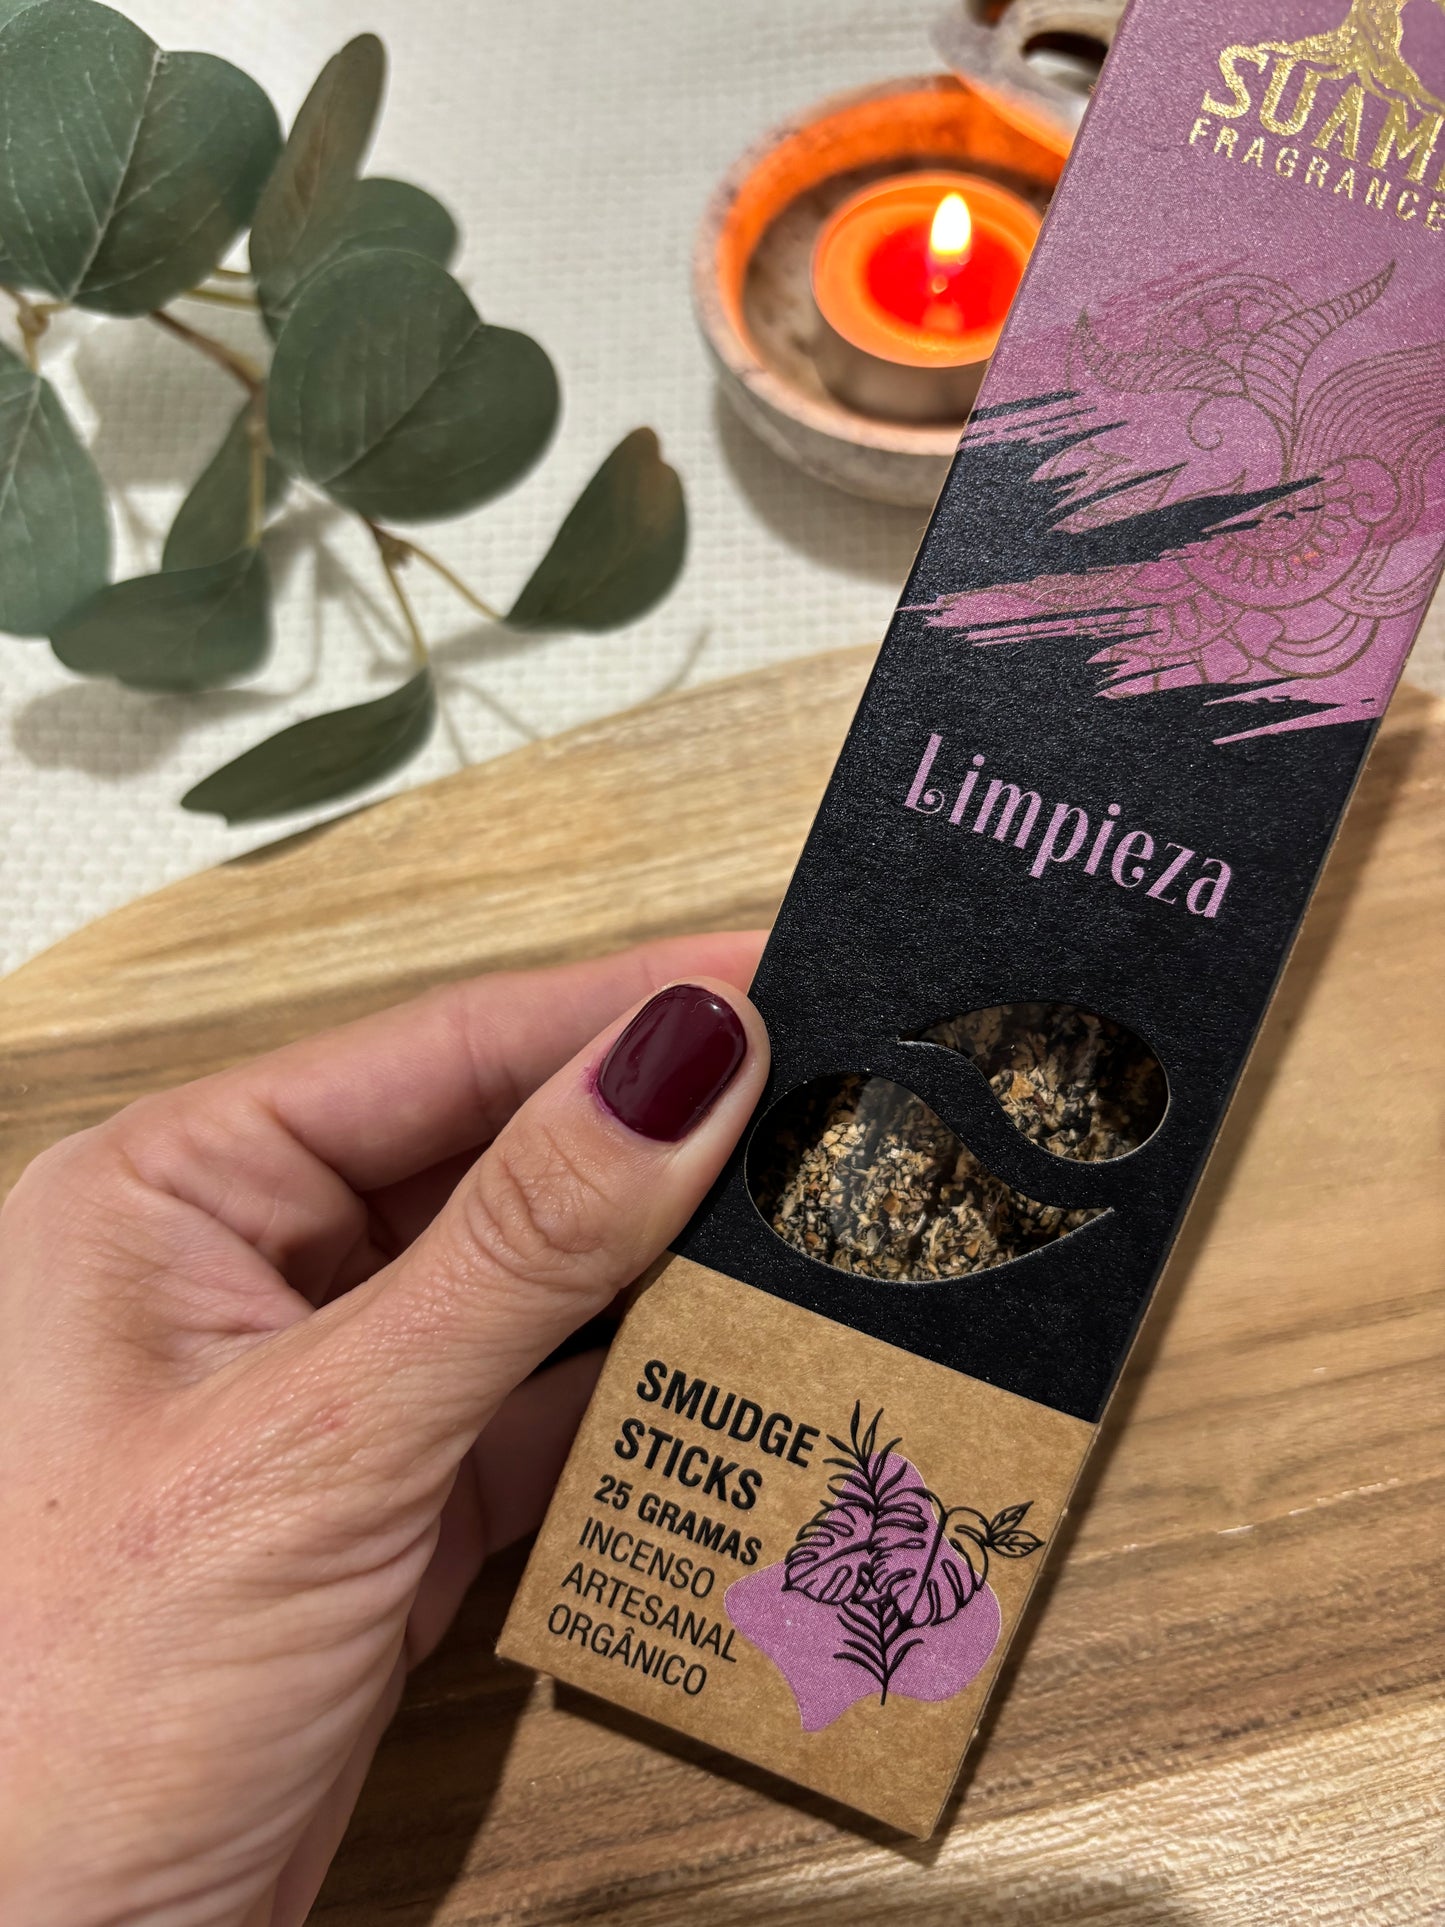 FRAGRANCE
Limpieza
SMUDGE
STICKS
25 GRAMAS
INCENSO
ARTESANAL
ORGÂNICO